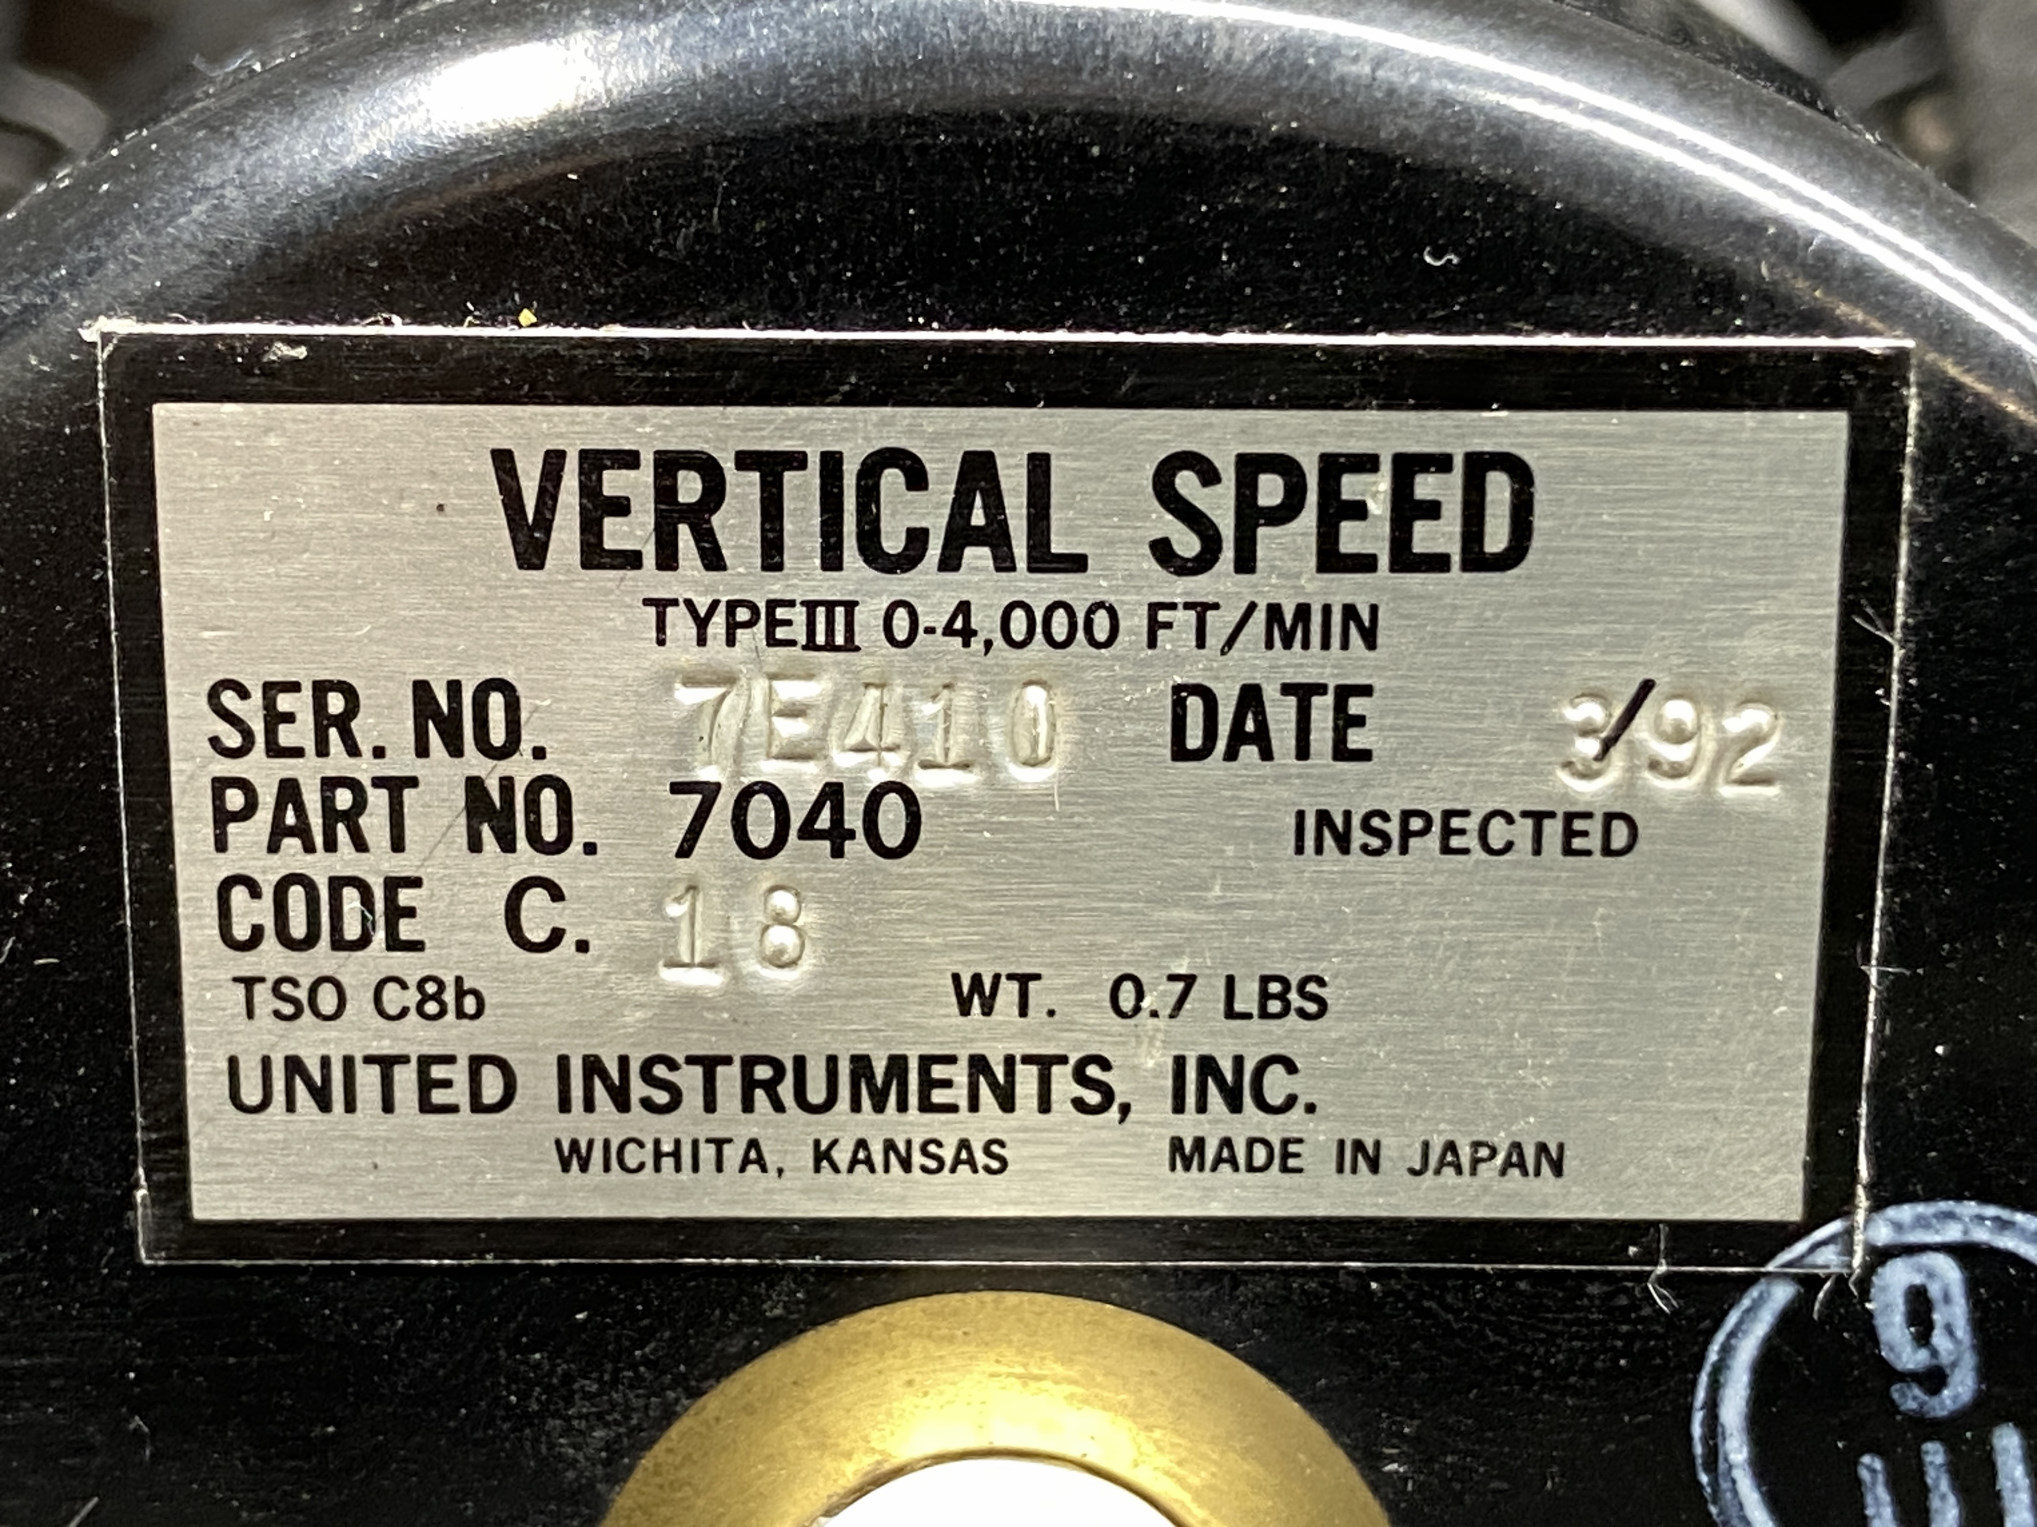 VERTICAL SPEED
TYPE III 0-4,000 FT/MIN
SER. NO. 7E410 DATE 3/92
PART NO. 7040 INSPECTED
CODE C. 18
TSO C8b WT. 0.7 LBS
UNITED INSTRUMENTS, INC.
WICHITA, KANSAS MADE IN JAPAN
9